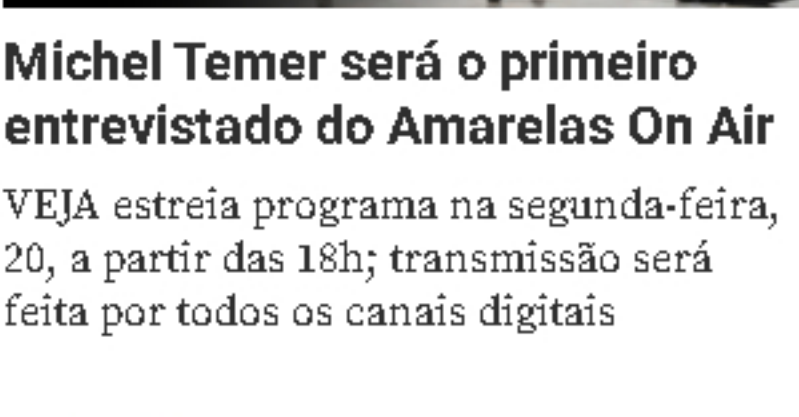 Michel Temer será o primeiro
entrevistado do Amarelas On Air
VEJA estreia programa na segunda-feira,
20, a partir das 18h; transmissão será
feita por todos os canais digitais